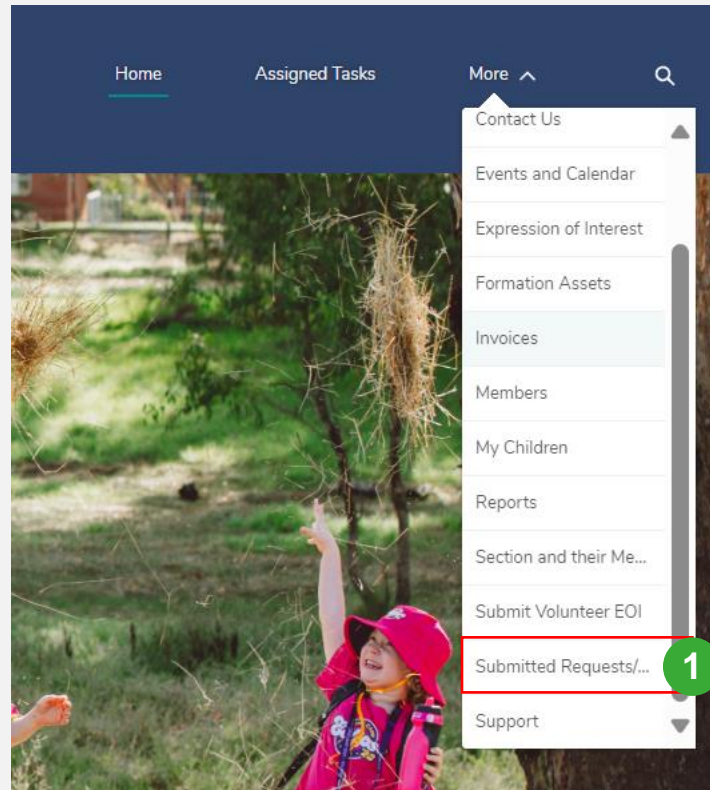 Home
Assigned Tasks
More
Contact Us
Events and Calendar
Expression of Interest
Formation Assets
Invoices
Members
My Children
Reports
Section and their Me...
Submit Volunteer EOI
Submitted Requests/...
1
Support